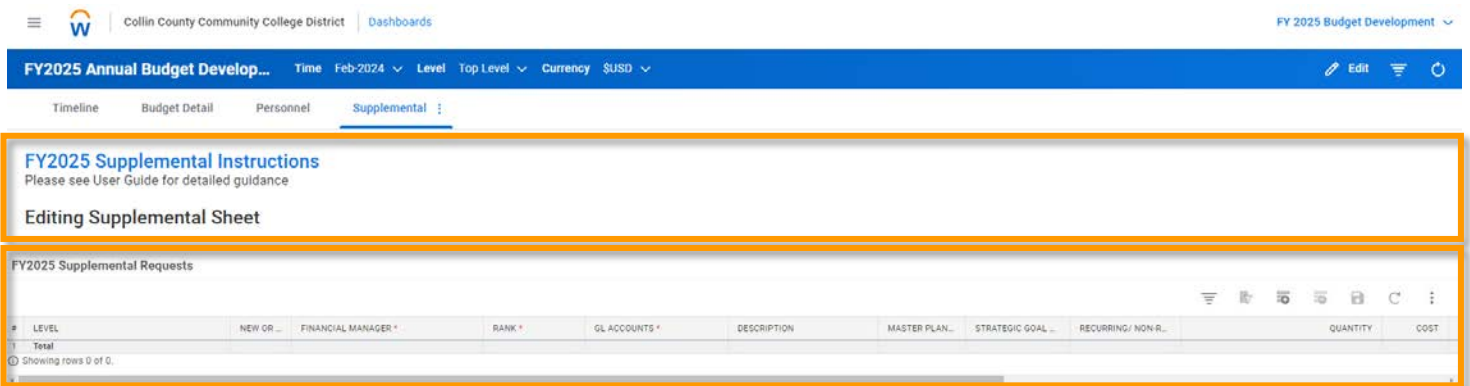 W Collin County Community College District Dashboards FY 2025 Budget Development
FY2025 Annual Budget Develop... Time Feb-2024 Level Top Level Currency $USD Edit
Timeline Budget Detail Personnel Supplemental
FY2025 Supplemental Instructions
Please see User Guide for detailed guidance
Editing Supplemental Sheet
FY2025 Supplemental Requests
# LEVEL NEW OR ... FINANCIAL MANAGER * RANK * GL ACCOUNTS * DESCRIPTION MASTER PLAN... STRATEGIC GOAL ... RECURRING/ NON-R... QUANTITY COST
1 Total
Showing rows 0 of 0.